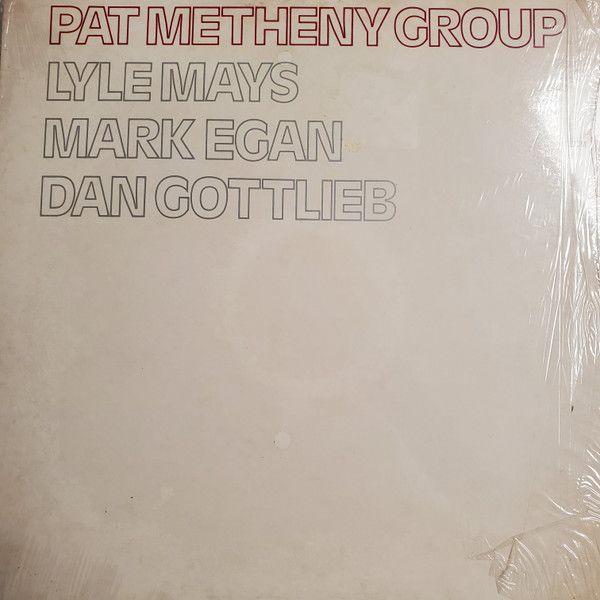 PAT METHENY GROUP
LYLE MAYS
MARK EGAN
DAN GOTTLIEB